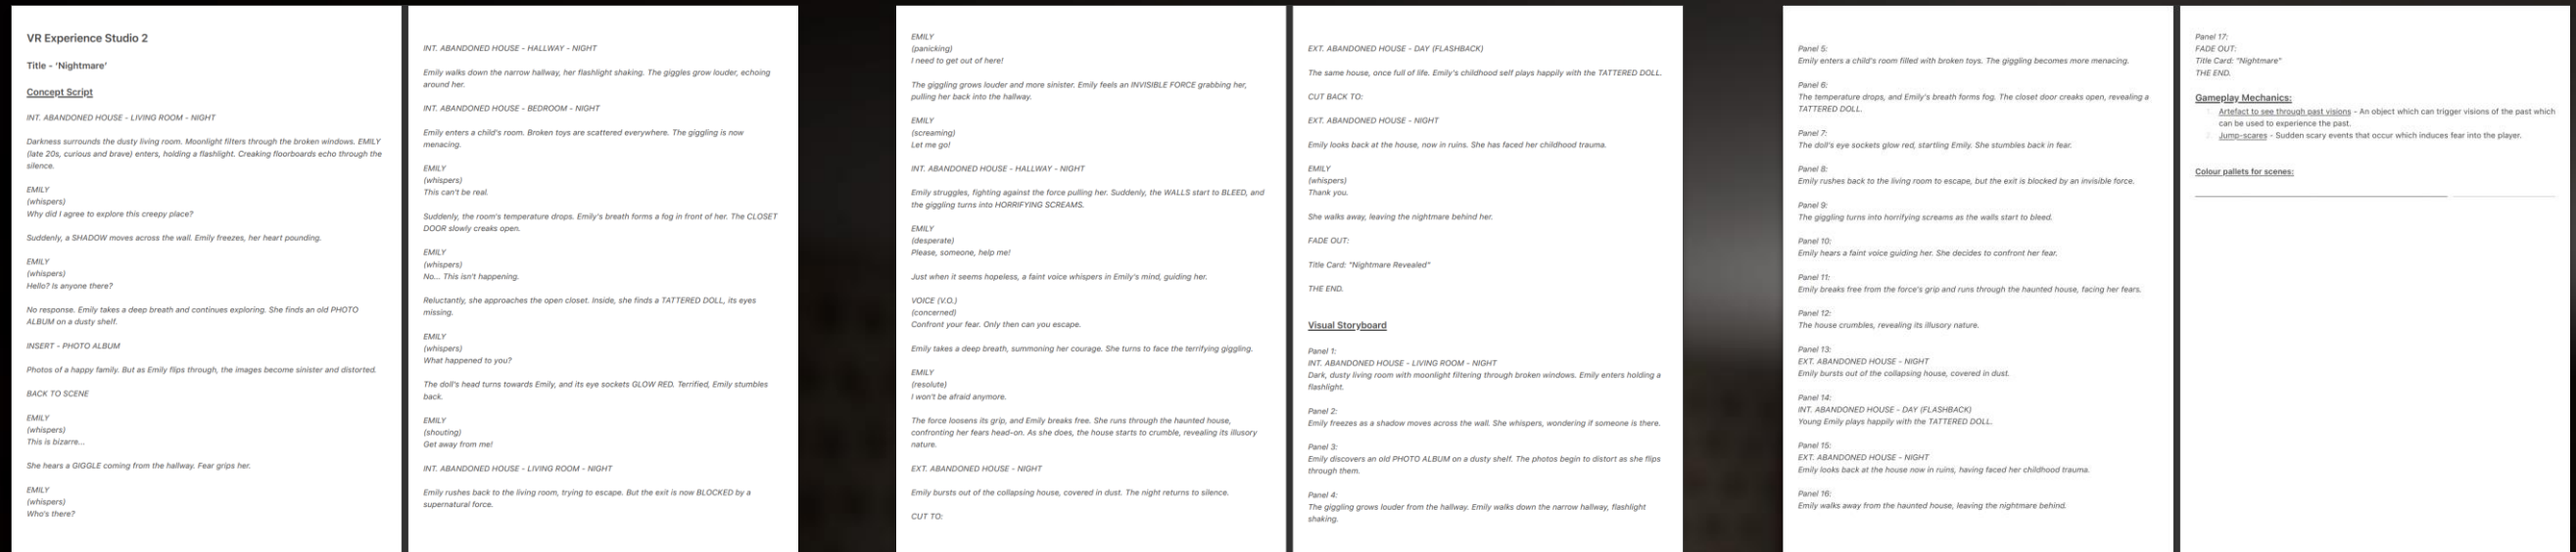 VR Experience Studio 2
Title - 'Nightmare'
Concept Script
INT. ABANDONED HOUSE - LIVING ROOM - NIGHT
Darkness surrounds the dusty living room. Moonlight filters through the broken windows. EMILY
(late 20s, curious and brave) enters, holding a flashlight. Creaking floorboards echo through the
silence.
EMILY
(whispers)
Why did I agree to explore this creepy place?
Suddenly, a SHADOW moves across the wall. Emily freezes, her heart pounding.
EMILY
(whispers)
Hello? Is anyone there?
No response. Emily takes a deep breath and continues exploring. She finds an old PHOTO
ALBUM on a dusty shelf.
INSERT - PHOTO ALBUM
Photos of a happy family. But as Emily flips through, the images become sinister and distorted.
BACK TO SCENE
EMILY
(whispers)
This is bizarre...
She hears a GIGGLE coming from the hallway. Fear grips her.
EMILY
(whispers)
Who's there?
INT. ABANDONED HOUSE - HALLWAY - NIGHT
Emily walks down the narrow hallway, her flashlight shaking. The giggles grow louder, echoing
around her.
INT. ABANDONED HOUSE - BEDROOM - NIGHT
Emily enters a child's room. Broken toys are scattered everywhere. The giggling is now
menacing.
EMILY
(whispers)
This can't be real.
Suddenly, the room's temperature drops. Emily's breath forms a fog in front of her. The CLOSET
DOOR slowly creaks open.
EMILY
(whispers)
No... This isn't happening.
Reluctantly, she approaches the open closet. Inside, she finds a TATTERED DOLL, its eyes
missing.
EMILY
(whispers)
What happened to you?
The doll's head turns towards Emily, and its eye sockets GLOW RED. Terrified, Emily stumbles
back.
EMILY
(shouting)
Get away from me!
INT. ABANDONED HOUSE - LIVING ROOM - NIGHT
Emily rushes back to the living room, trying to escape. But the exit is now BLOCKED by a
supernatural force.
EMILY
(panicking)
I need to get out of here!
The giggling grows louder and more sinister. Emily feels an INVISIBLE FORCE grabbing her,
pulling her back into the hallway.
EMILY
(screaming)
Let me go!
INT. ABANDONED HOUSE - HALLWAY - NIGHT
Emily struggles, fighting against the force pulling her. Suddenly, the WALLS start to BLEED, and
the giggling turns into HORRIFYING SCREAMS.
EMILY
(desperate)
Please, someone, help me!
Just when it seems hopeless, a faint voice whispers in Emily's mind, guiding her.
VOICE (V.O.)
(concerned)
Confront your fear. Only then can you escape.
Emily takes a deep breath, summoning her courage. She turns to face the terrifying giggling.
EMILY
(resolute)
I won't be afraid anymore.
The force loosens its grip, and Emily breaks free. She runs through the haunted house,
confronting her fears head-on. As she does, the house starts to crumble, revealing its illusory
nature.
EXT. ABANDONED HOUSE - NIGHT
Emily bursts out of the collapsing house, covered in dust. The night returns to silence.
CUT TO:
EXT. ABANDONED HOUSE - DAY (FLASHBACK)
The same house, once full of life. Emily's childhood self plays happily with the TATTERED DOLL.
CUT BACK TO:
EXT. ABANDONED HOUSE - NIGHT
Emily looks back at the house, now in ruins. She has faced her childhood trauma.
EMILY
(whispers)
Thank you.
She walks away, leaving the nightmare behind her.
FADE OUT:
Title Card: "Nightmare Revealed"
THE END.
Visual Storyboard
Panel 1:
INT. ABANDONED HOUSE - LIVING ROOM - NIGHT
Dark, dusty living room with moonlight filtering through broken windows. Emily enters holding a
flashlight.
Panel 2:
Emily freezes as a shadow moves across the wall. She whispers, wondering if someone is there.
Panel 3:
Emily discovers an old PHOTO ALBUM on a dusty shelf. The photos begin to distort as she flips
through them.
Panel 4:
The giggling grows louder from the hallway. Emily walks down the narrow hallway, flashlight
shaking.
Panel 5:
Emily enters a child's room filled with broken toys. The giggling becomes more menacing.
Panel 6:
The temperature drops, and Emily's breath forms fog. The closet door creaks open, revealing a
TATTERED DOLL.
Panel 7:
The doll's eye sockets glow red, startling Emily. She stumbles back in fear.
Panel 8:
Emily rushes back to the living room to escape, but the exit is blocked by an invisible force.
Panel 9:
The giggling turns into horrifying screams as the walls start to bleed.
Panel 10:
Emily hears a faint voice guiding her. She decides to confront her fear.
Panel 11:
Emily breaks free from the force's grip and runs through the haunted house, facing her fears.
Panel 12:
The house crumbles, revealing its illusory nature.
Panel 13:
EXT. ABANDONED HOUSE - NIGHT
Emily bursts out of the collapsing house, covered in dust.
Panel 14:
INT. ABANDONED HOUSE - DAY (FLASHBACK)
Young Emily plays happily with the TATTERED DOLL.
Panel 15:
EXT. ABANDONED HOUSE - NIGHT
Emily looks back at the house now in ruins, having faced her childhood trauma.
Panel 16:
Emily walks away from the haunted house, leaving the nightmare behind.
Panel 17:
FADE OUT:
Title Card: "Nightmare"
THE END.
Gameplay Mechanics:
1. Artefact to see through past visions - An object which can trigger visions of the past which
can be used to experience the past.
2. Jump-scares - Sudden scary events that occur which induces fear into the player.
Colour pallets for scenes: